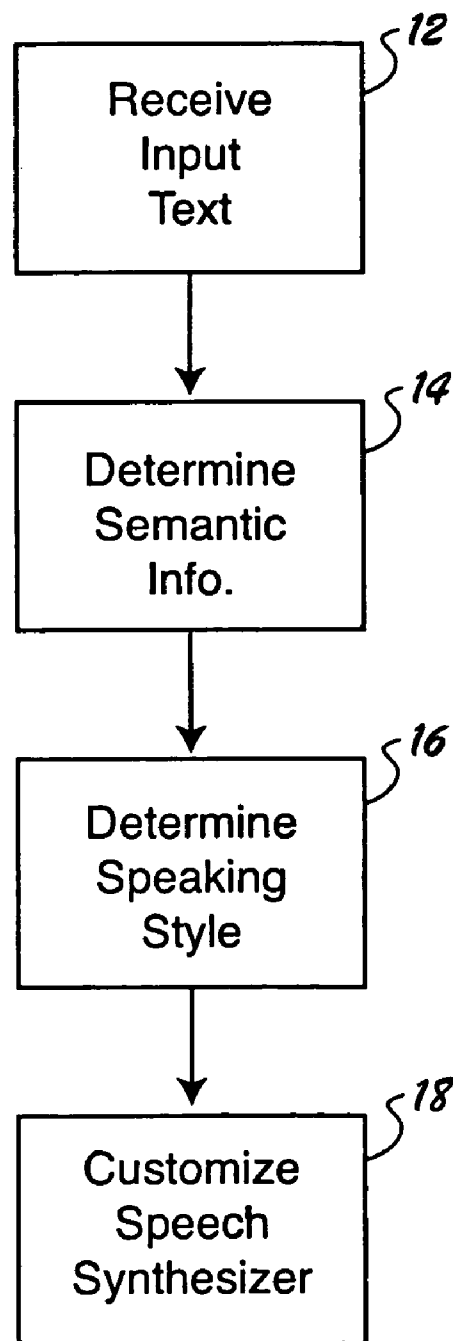 12
Receive
Input
Text
14
Determine
Semantic
Info.
16
Determine
Speaking
Style
18
Customize
Speech
Synthesizer